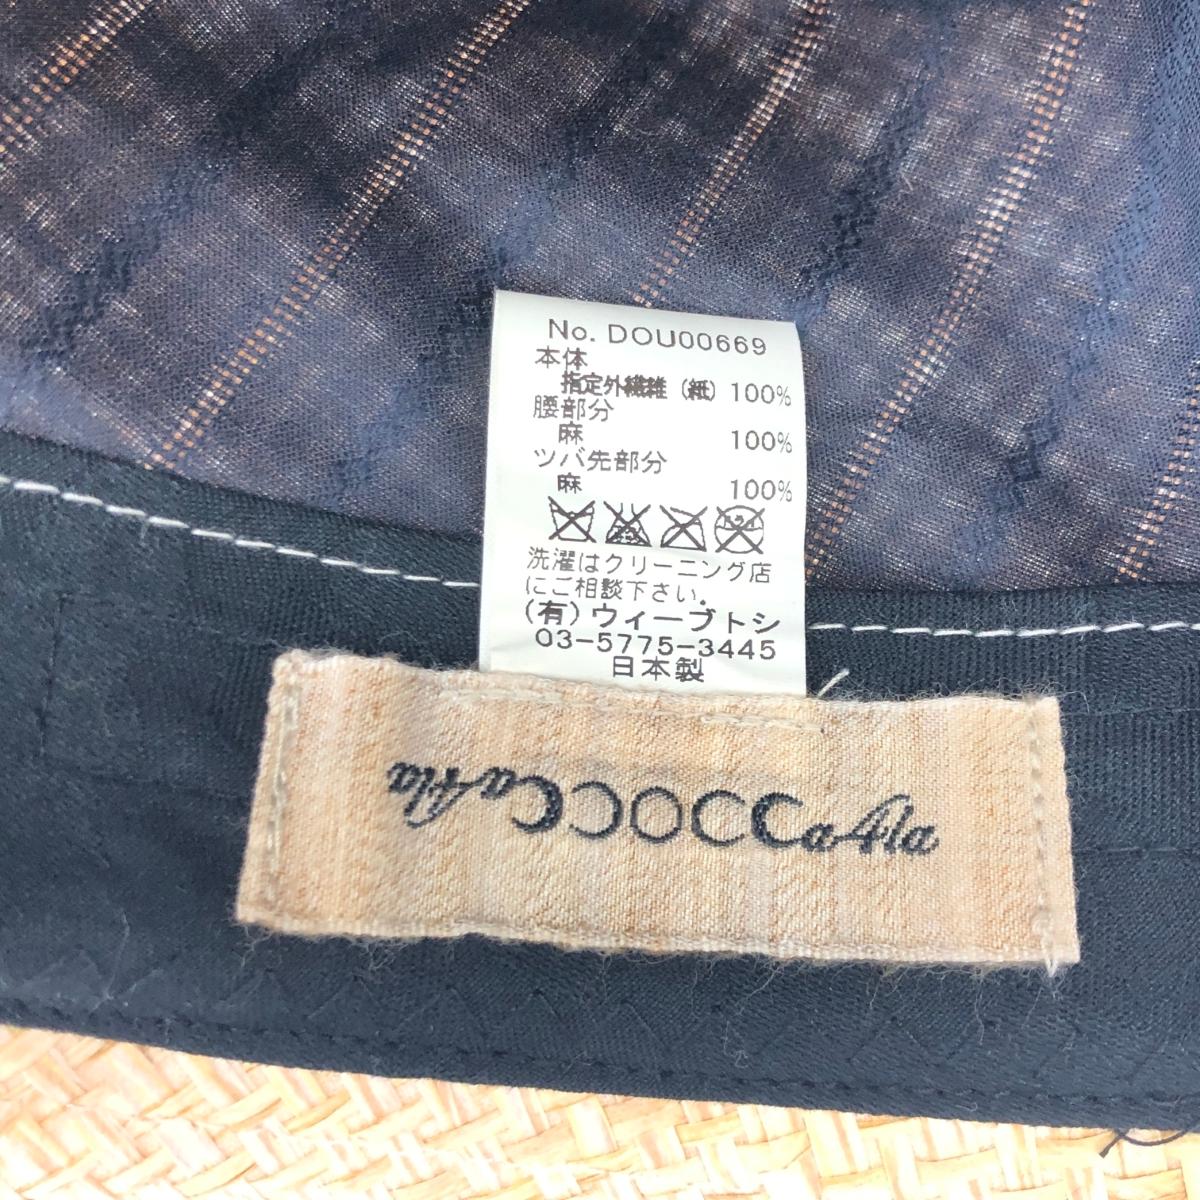 No. DOU00669
本体
指定外繊維（紙）100%
腰部分
麻 100%
ツバ先部分
麻 100%
洗濯はクリーニング店
にご相談下さい.
(有)ウィーブトシ
03-5775-3445
日本製
Ca4la Ca4la